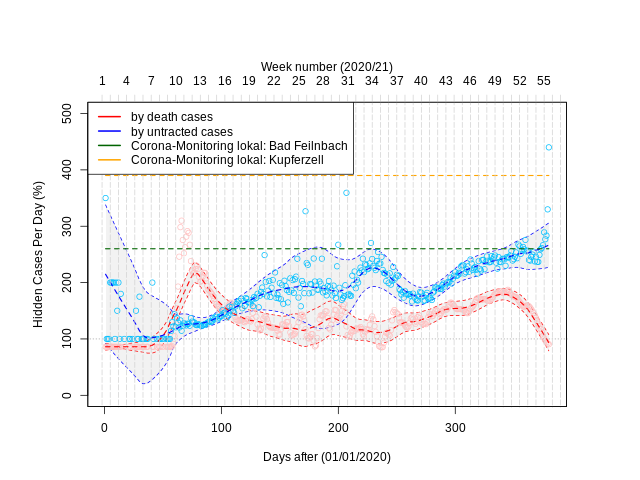 Week number (2020/21)
1 4 7 10 13 16 19 22 25 28 31 34 37 40 43 46 49 52 55
500
400
300
200
100
0
Hidden Cases Per Day (%)
by death cases
by untracted cases
Corona-Monitoring lokal: Bad Feilnbach
Corona-Monitoring lokal: Kupferzell
0 100 200 300
Days after (01/01/2020)